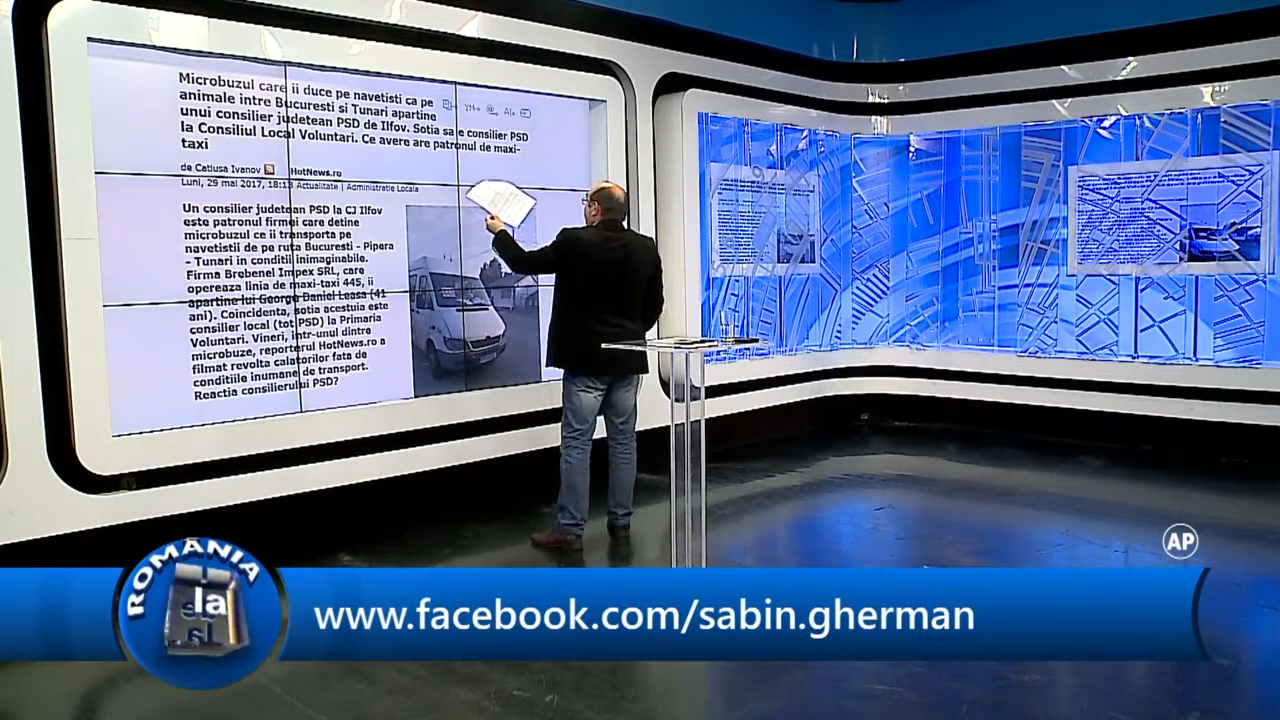 Microbuzul care ii duce pe navetisti ca pe
animale intre Bucuresti si Tunari apartine
unui consilier judetean PSD de Ilfov. Sotia sa e consilier PSD
la Consiliul Local Voluntari. Ce avere are patronul de maxi-
taxi
YM
@
A|
de Catiusa Ivanov HotNews.ro
Luni, 29 mai 2017, 18:13 Actualitate | Administratie Locala
Un consilier judetean PSD la CJ Ilfov
este patronul firmei care detine
microbuzul ce ii transporta pe
navetistii de pe ruta Bucuresti - Pipera
- Tunari in conditii inimaginabile.
Firma Brebenel Impex SRL, care
opereaza linia de maxi-taxi 445, ii
apartine lui George Daniel Leasa (41
ani). Coincidenta, sotia acestuia este
consilier local (tot PSD) la Primaria
Voluntari. Vineri, intr-unul dintre
microbuze, reporterul HotNews.ro a
filmat revolta calatorilor fata de
conditiile inumane de transport.
Reactia consilierului PSD?
AP
ROMÂNIA
la
www.facebook.com/sabin.gherman